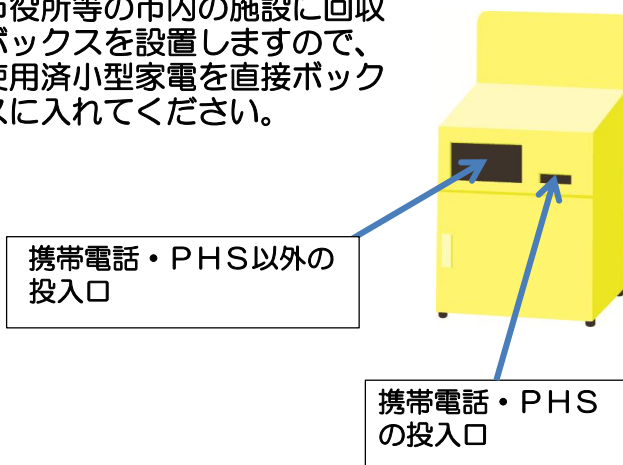 市役所等の市内の施設に回収
ボックスを設置しますので、
使用済小型家電を直接ボック
スに入れてください。
携帯電話・ＰＨＳ以外の
投入口
携帯電話・ＰＨＳ
の投入口